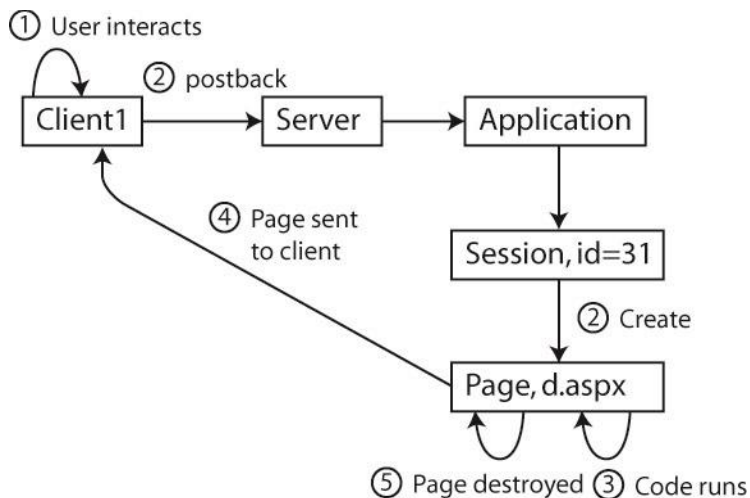 ① User interacts
② postback
Client1
Server
Application
④ Page sent
to client
Session, id=31
② Create
Page, d.aspx
⑤ Page destroyed
③ Code runs